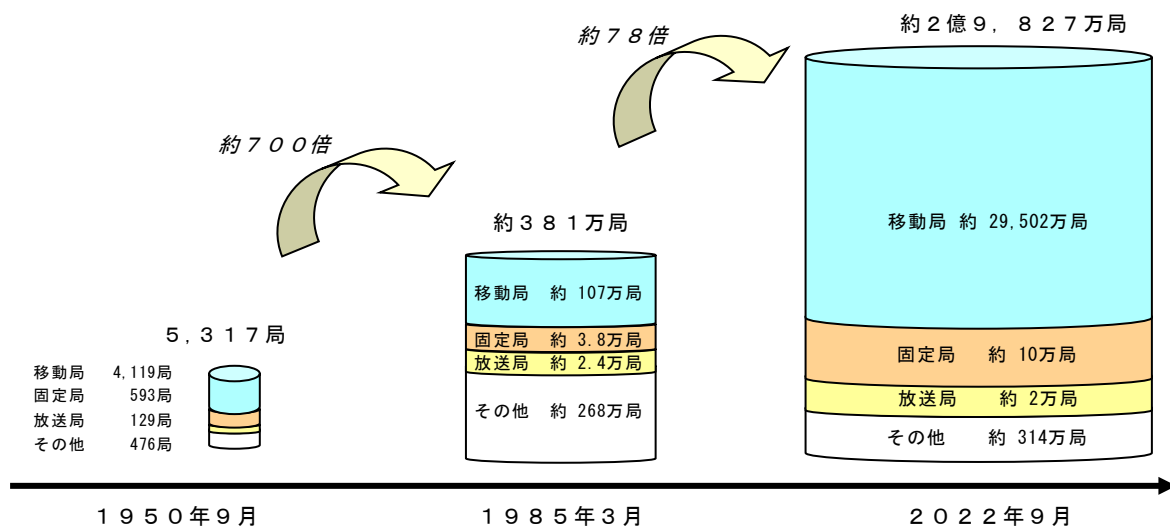 約２億９，８２７万局
約７８倍
約７００倍
約３８１万局
移動局 約 29,502万局
移動局 約 107万局
５，３１７局
固定局 約 3.8万局
固定局 約 10万局
放送局 約 2.4万局
移動局 4,119局
固定局 593局
放送局 約 2万局
その他 約 268万局
放送局 129局
その他 476局
その他 約 314万局
１９５０年９月
１９８５年３月
２０２２年９月